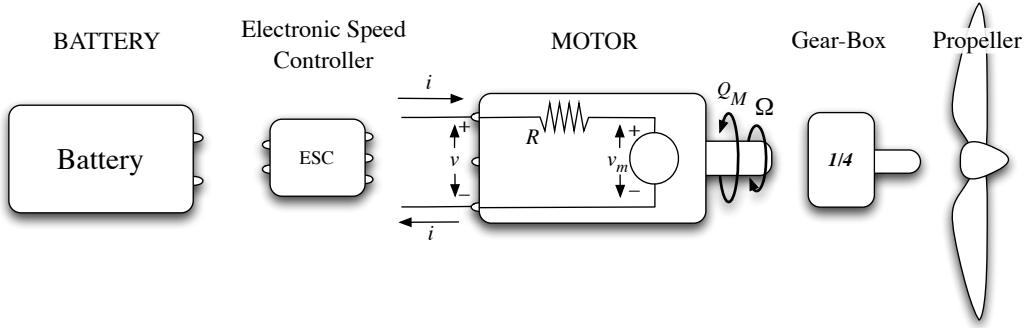 BATTERY
Electronic Speed
Controller
MOTOR
Gear-Box
Propeller
Battery
ESC
i
+
v
−
i
R
+
v_m
−
Q_M
Ω
1/4